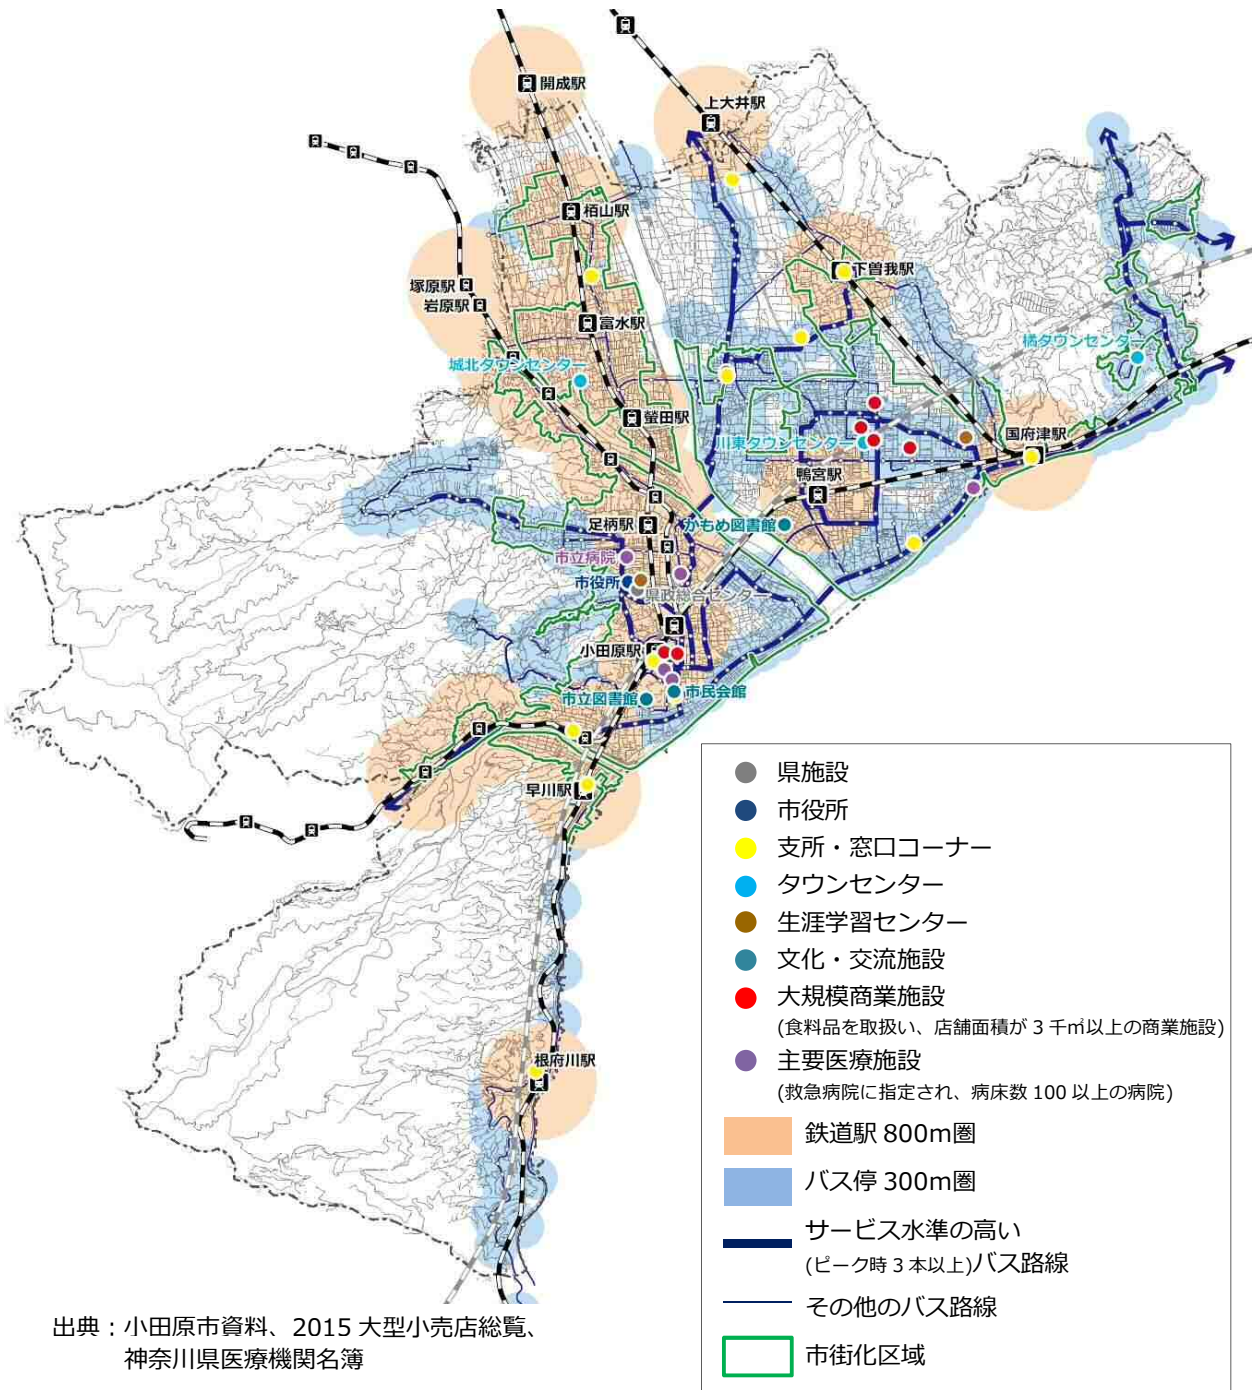 開成駅
上大井駅
栢山駅
下曽我駅
塚原駅
岩原駅
富水駅
橘タウンセンター
城北タウンセンター
螢田駅
国府津駅
川東タウンセンター
鴨宮駅
足柄駅
かもめ図書館
市立病院
市役所
県政総合センター
小田原駅
市立図書館
市民会館
早川駅
根府川駅
県施設
市役所
支所・窓口コーナー
タウンセンター
生涯学習センター
文化・交流施設
大規模商業施設
(食料品を取扱い、店舗面積が3千㎡以上の商業施設)
主要医療施設
(救急病院に指定され、病床数100以上の病院)
鉄道駅800m圏
バス停300m圏
サービス水準の高い
(ピーク時3本以上)バス路線
その他のバス路線
市街化区域
出典：小田原市資料、2015大型小売店総覧、
神奈川県医療機関名簿